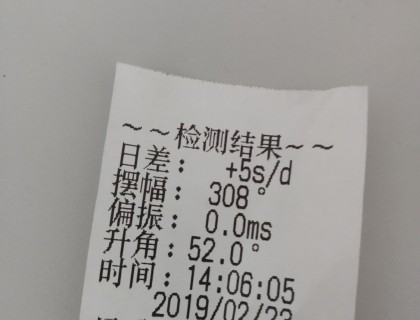 ~~检测结果~~
日差： +5s/d
摆幅： 308°
偏振： 0.0ms
升角：52.0°
时间：14:06:05
2019/02/23